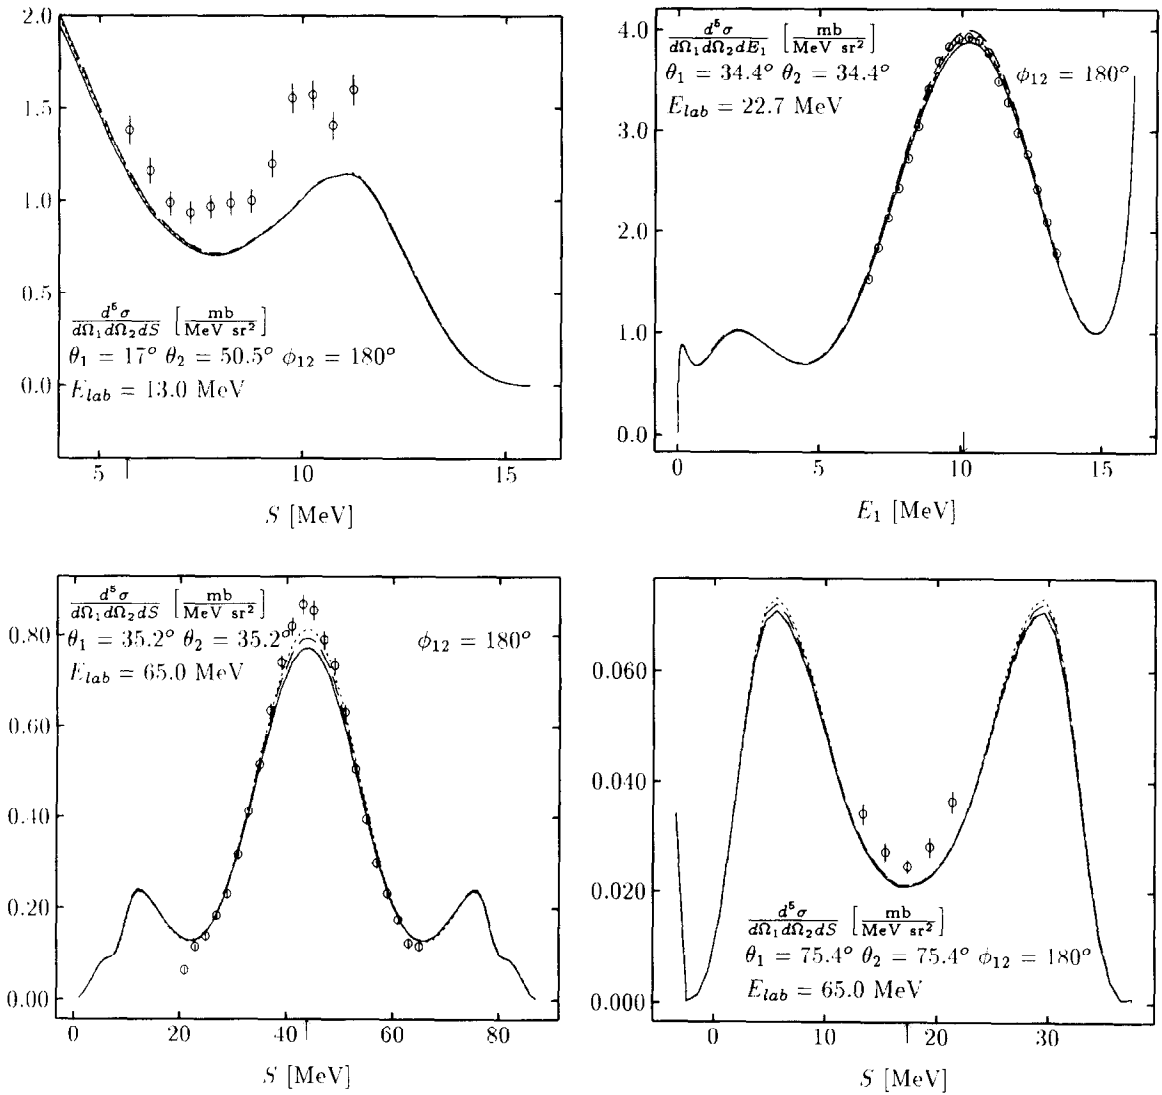 2.0
1.5
1.0
0.5
0.0
d⁵σ / dΩ₁dΩ₂dS [mb / MeV sr²]
θ₁ = 17° θ₂ = 50.5° ϕ₁₂ = 180°
E_lab = 13.0 MeV
5 10 15
S [MeV]
4.0
3.0
2.0
1.0
0.0
d⁵σ / dΩ₁dΩ₂dE₁ [mb / MeV sr²]
θ₁ = 34.4° θ₂ = 34.4° ϕ₁₂ = 180°
E_lab = 22.7 MeV
0 5 10 15
E₁ [MeV]
0.80
0.60
0.40
0.20
0.00
d⁵σ / dΩ₁dΩ₂dS [mb / MeV sr²]
θ₁ = 35.2° θ₂ = 35.2° ϕ₁₂ = 180°
E_lab = 65.0 MeV
0 20 40 60 80
S [MeV]
0.060
0.040
0.020
0.000
d⁵σ / dΩ₁dΩ₂dS [mb / MeV sr²]
θ₁ = 75.4° θ₂ = 75.4° ϕ₁₂ = 180°
E_lab = 65.0 MeV
0 10 20 30
S [MeV]